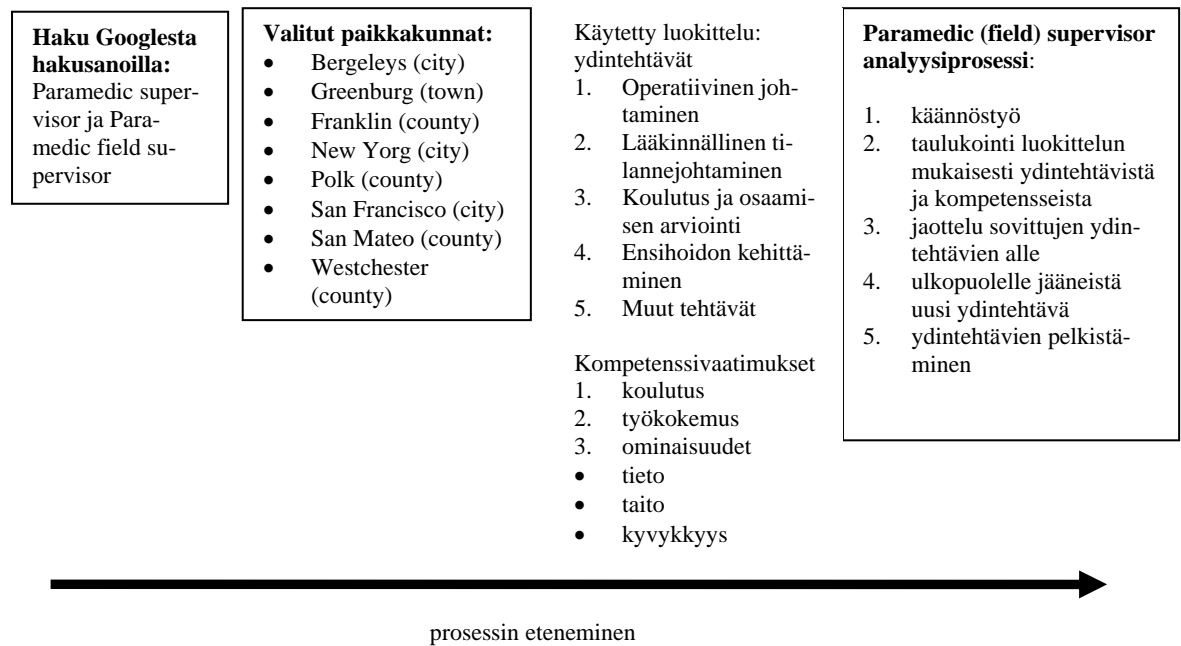 Haku Googlesta
hakusanoilla:
Paramedic super-
visor ja Para-
medic field su-
pervisor
Valitut paikkakunnat:
• Bergeleys (city)
• Greenburg (town)
• Franklin (county)
• New Yorg (city)
• Polk (county)
• San Francisco (city)
• San Mateo (county)
• Westchester
(county)
Käytetty luokittelu:
ydintehtävät
1. Operatiivinen joh-
taminen
2. Lääkinnällinen ti-
lannejohtaminen
3. Koulutus ja osaami-
sen arviointi
4. Ensihoidon kehittä-
minen
5. Muut tehtävät
Kompetenssivaatimukset
1. koulutus
2. työkokemus
3. ominaisuudet
• tieto
• taito
• kyvykkyys
Paramedic (field) supervisor
analyysiprosessi:
1. käännöstyö
2. taulukointi luokittelun
mukaisesti ydintehtävistä
ja kompetensseista
3. jaottelu sovittujen ydin-
tehtävien alle
4. ulkopuolelle jääneistä
uusi ydintehtävä
5. ydintehtävien pelkistä-
minen
prosessin eteneminen